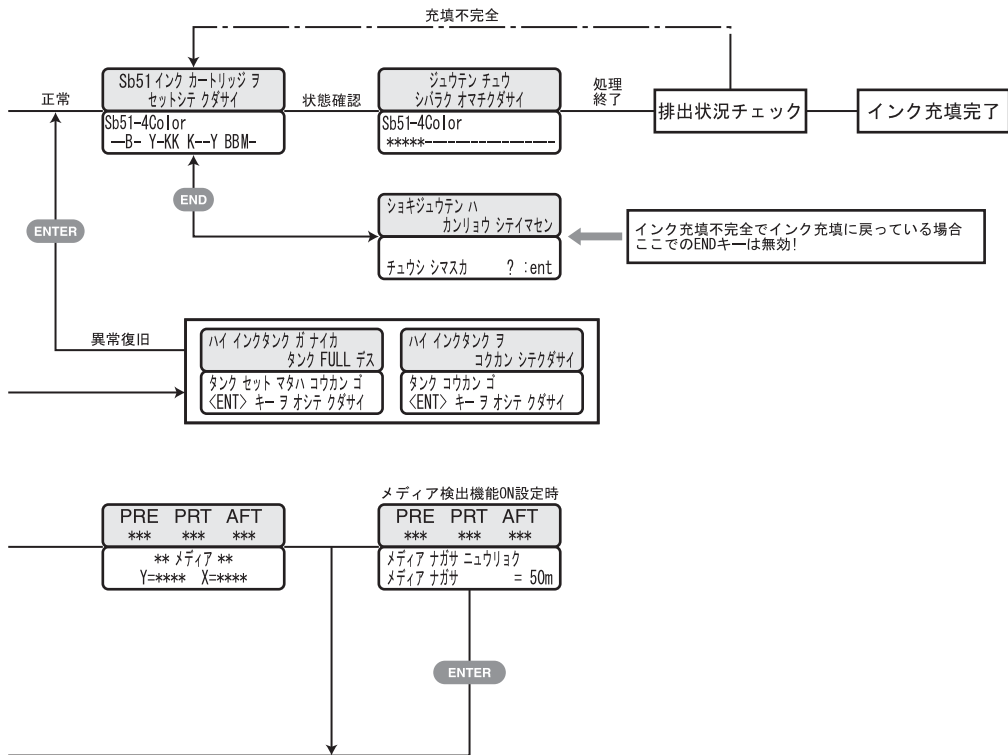 充填不完全
正常
Sb51 インク カートリッジ ヲ
セットシテ クダサイ
Sb51-4Color
--B- Y-KK K--Y BBM-
状態確認
ジュウテン チュウ
シバラク オマチクダサイ
Sb51-4Color
*****---------------
処理
終了
排出状況チェック
インク充填完了
END
ENTER
ショキジュウテン ハ
カンリョウ シテイマセン
チュウシ シマスカ ? :ent
インク充填不完全でインク充填に戻っている場合
ここでのENDキーは無効!
異常復旧
ハイ インクタンク ガ ナイカ
タンク FULL デス
タンク セット マタハ コウカン ゴ
<ENT> キー ヲ オシテ クダサイ
ハイ インクタンク ヲ
コクカン シテクダサイ
タンク コウカン ゴ
<ENT> キー ヲ オシテ クダサイ
PRE PRT AFT
*** *** ***
** メディア **
Y=**** X=****
メディア検出機能ON設定時
PRE PRT AFT
*** *** ***
メディア ナガサ ニュウリョク
メディア ナガサ = 50m
ENTER